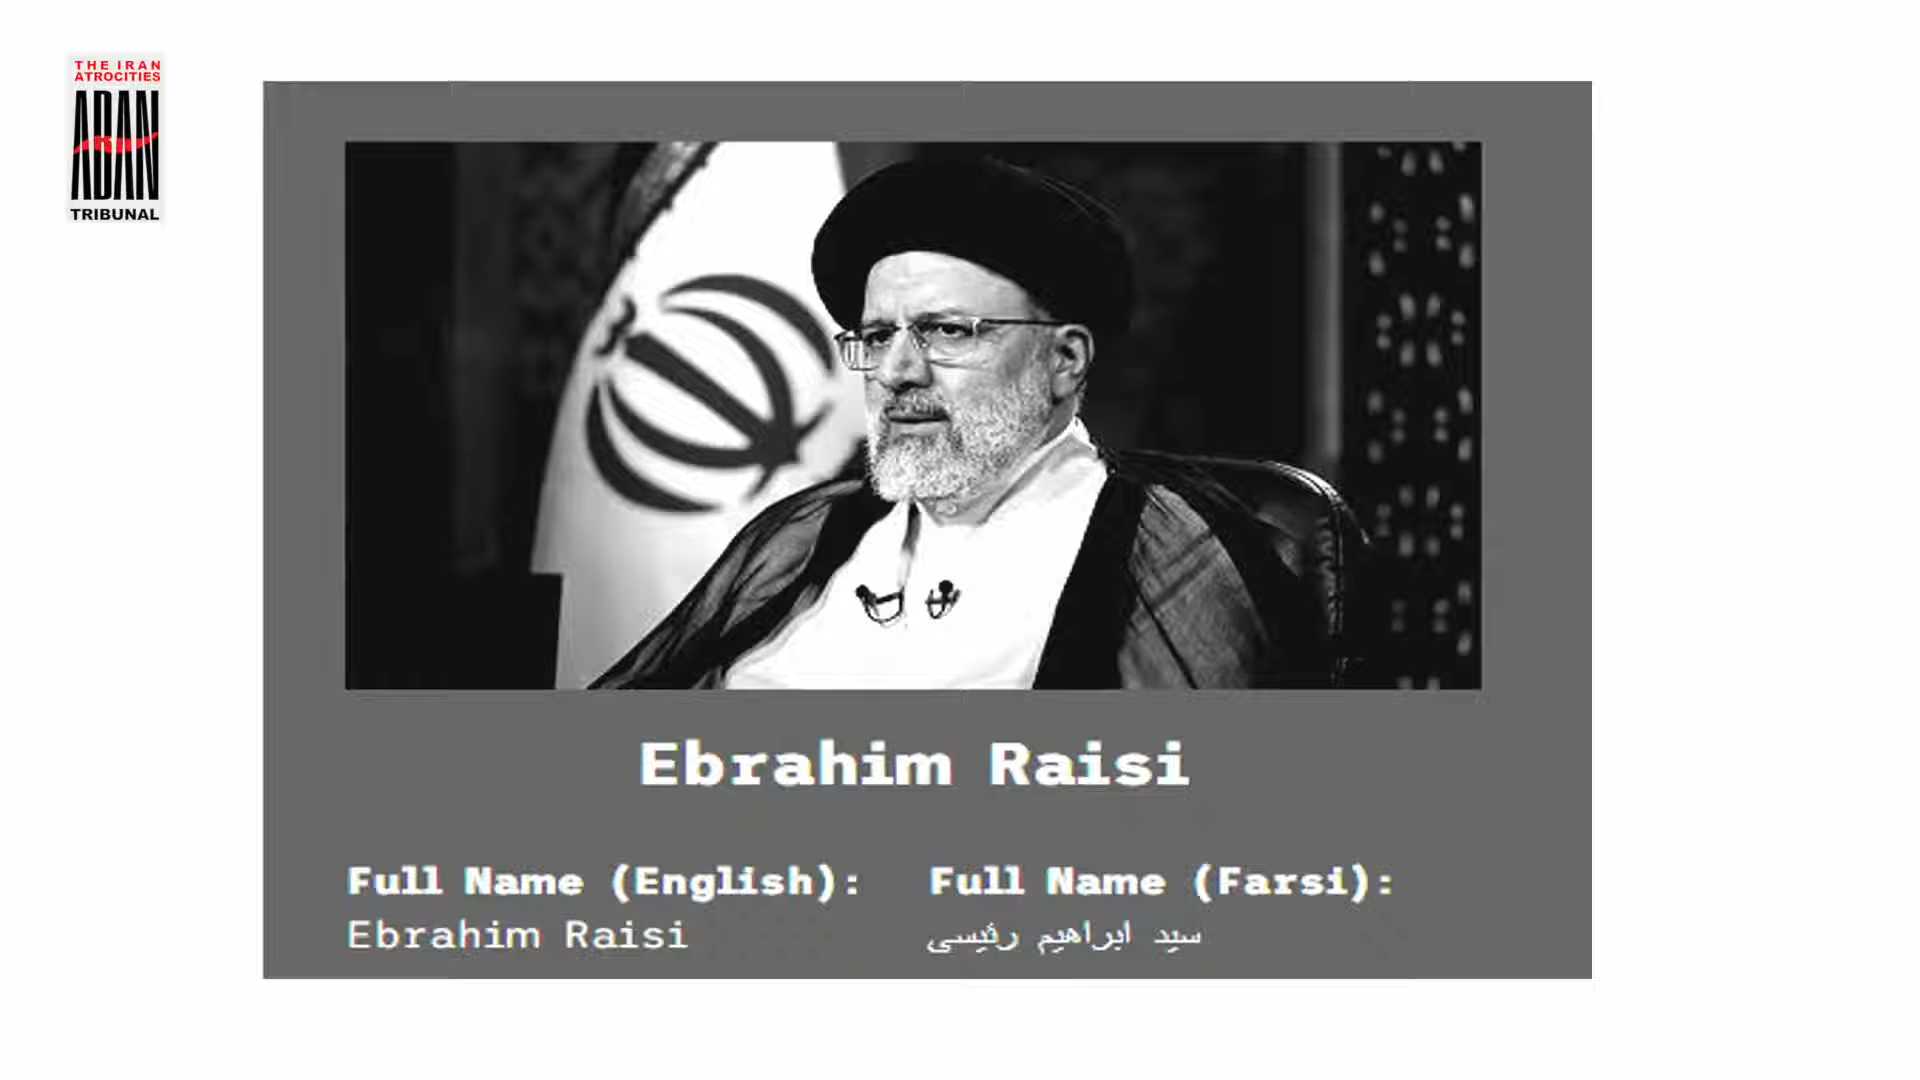 THE IRAN
ATROCITIES
ABAN
TRIBUNAL
Ebrahim Raisi
Full Name (English):
Ebrahim Raisi
Full Name (Farsi):
سید ابراهیم رئیسی